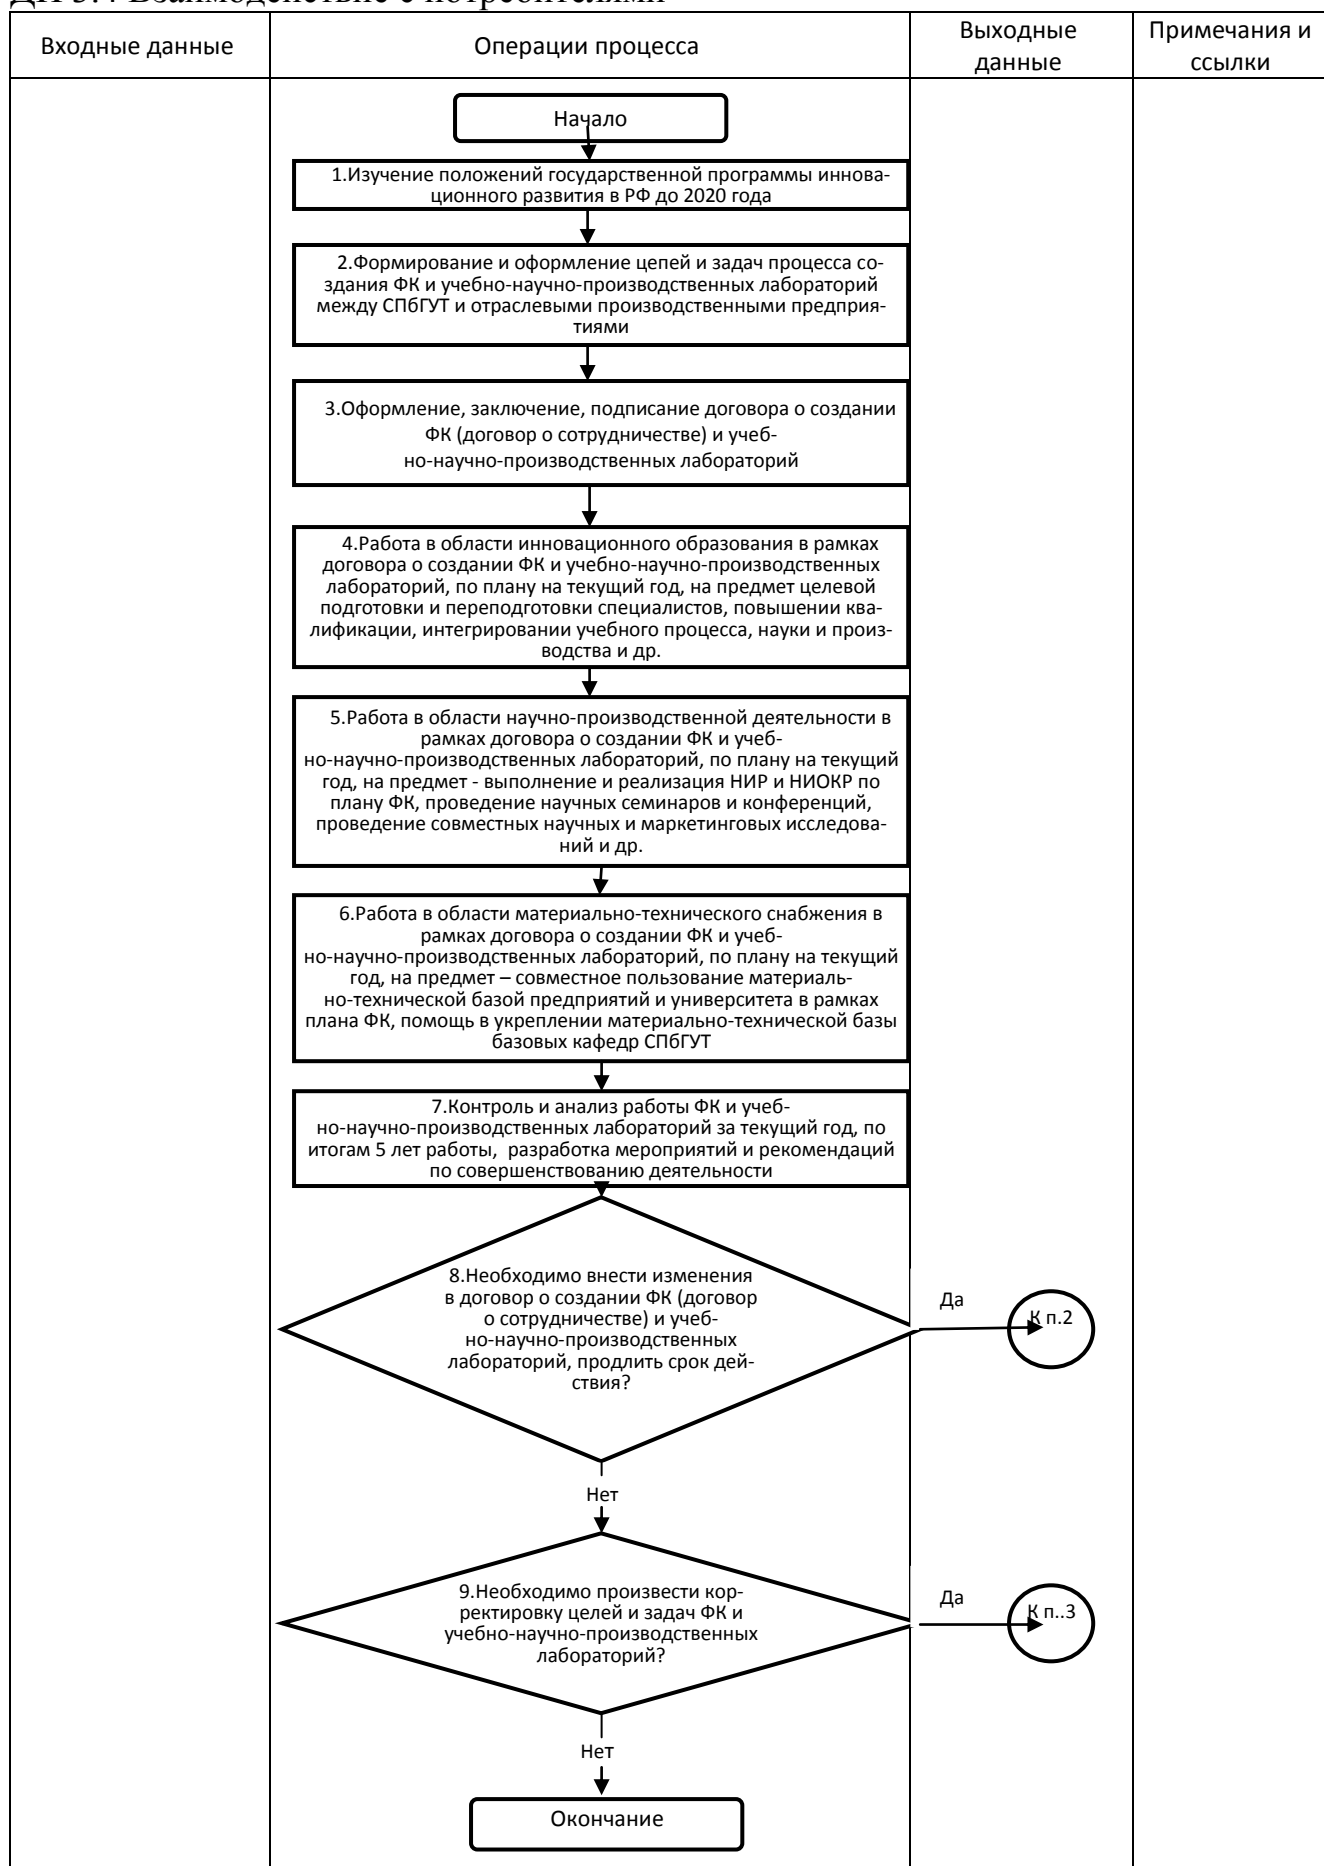 Входные данные
Операции процесса
Выходные
данные
Примечания и
ссылки
Начало
1.Изучение положений государственной программы иннова-
ционного развития в РФ до 2020 года
2.Формирование и оформление цепей и задач процесса со-
здания ФК и учебно-научно-производственных лабораторий
между СПбГУТ и отраслевыми производственными предприя-
тиями
3.Оформление, заключение, подписание договора о создании
ФК (договор о сотрудничестве) и учеб-
но-научно-производственных лабораторий
4.Работа в области инновационного образования в рамках
договора о создании ФК и учебно-научно-производственных
лабораторий, по плану на текущий год, на предмет целевой
подготовки и переподготовки специалистов, повышении ква-
лификации, интегрировании учебного процесса, науки и произ-
водства и др.
5.Работа в области научно-производственной деятельности в
рамках договора о создании ФК и учеб-
но-научно-производственных лабораторий, по плану на текущий
год, на предмет - выполнение и реализация НИР и НИОКР по
плану ФК, проведение научных семинаров и конференций,
проведение совместных научных и маркетинговых исследова-
ний и др.
6.Работа в области материально-технического снабжения в
рамках договора о создании ФК и учеб-
но-научно-производственных лабораторий, по плану на текущий
год, на предмет – совместное пользование материаль-
но-технической базой предприятий и университета в рамках
плана ФК, помощь в укреплении материально-технической базы
базовых кафедр СПбГУТ
7.Контроль и анализ работы ФК и учеб-
но-научно-производственных лабораторий за текущий год, по
итогам 5 лет работы, разработка мероприятий и рекомендаций
по совершенствованию деятельности
8.Необходимо внести изменения
в договор о создании ФК (договор
о сотрудничестве) и учеб-
но-научно-производственных
лабораторий, продлить срок дей-
ствия?
Да
К п.2
Нет
9.Необходимо произвести кор-
ректировку целей и задач ФК и
учебно-научно-производственных
лабораторий?
Да
К п..3
Нет
Окончание